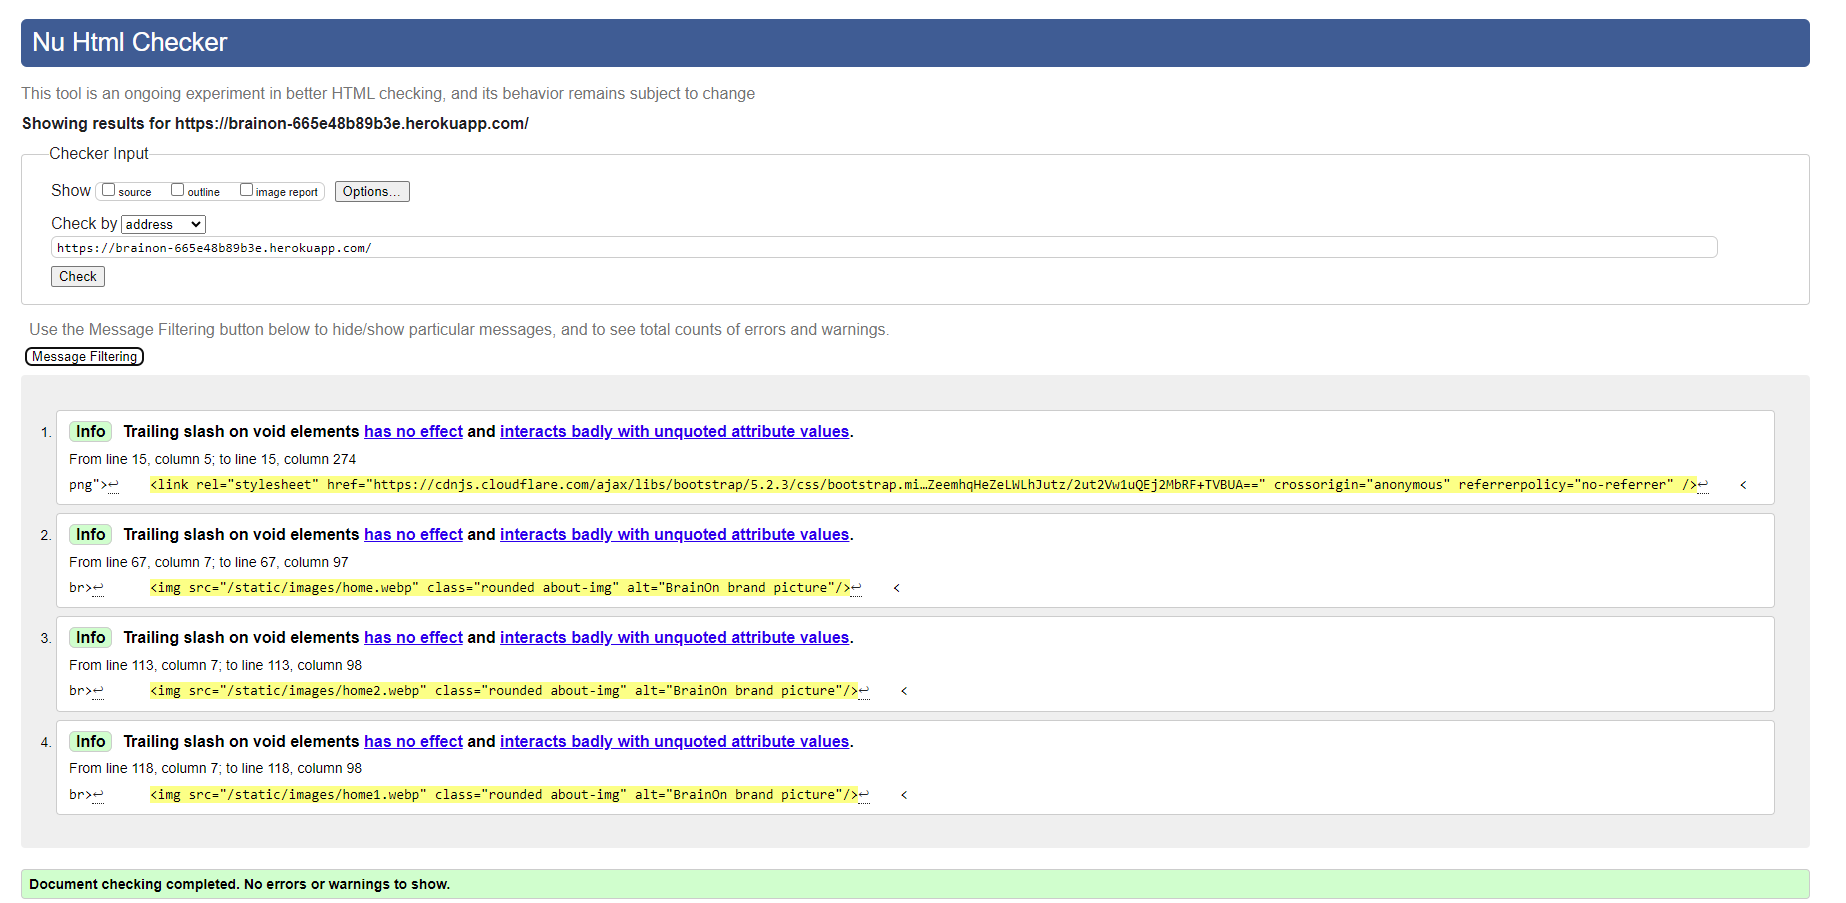 Nu Html Checker
This tool is an ongoing experiment in better HTML checking, and its behavior remains subject to change
Showing results for https://brainon-665e48b89b3e.herokuapp.com/
Checker Input
Show source outline image report Options...
Check by address
https://brainon-665e48b89b3e.herokuapp.com/
Check
Use the Message Filtering button below to hide/show particular messages, and to see total counts of errors and warnings.
Message Filtering
1. Info Trailing slash on void elements has no effect and interacts badly with unquoted attribute values.
From line 15, column 5; to line 15, column 274
png">↩ <link rel="stylesheet" href="https://cdnjs.cloudflare.com/ajax/libs/bootstrap/5.2.3/css/bootstrap.mi…ZeemhqHeZeLWLhJutz/2ut2Vw1uQEj2MbRF+TVBUA==" crossorigin="anonymous" referrerpolicy="no-referrer" />↩ <
2. Info Trailing slash on void elements has no effect and interacts badly with unquoted attribute values.
From line 67, column 7; to line 67, column 97
br>↩ <img src="/static/images/home.webp" class="rounded about-img" alt="BrainOn brand picture"/>↩ <
3. Info Trailing slash on void elements has no effect and interacts badly with unquoted attribute values.
From line 113, column 7; to line 113, column 98
br>↩ <img src="/static/images/home2.webp" class="rounded about-img" alt="BrainOn brand picture"/>↩ <
4. Info Trailing slash on void elements has no effect and interacts badly with unquoted attribute values.
From line 118, column 7; to line 118, column 98
br>↩ <img src="/static/images/home1.webp" class="rounded about-img" alt="BrainOn brand picture"/>↩ <
Document checking completed. No errors or warnings to show.